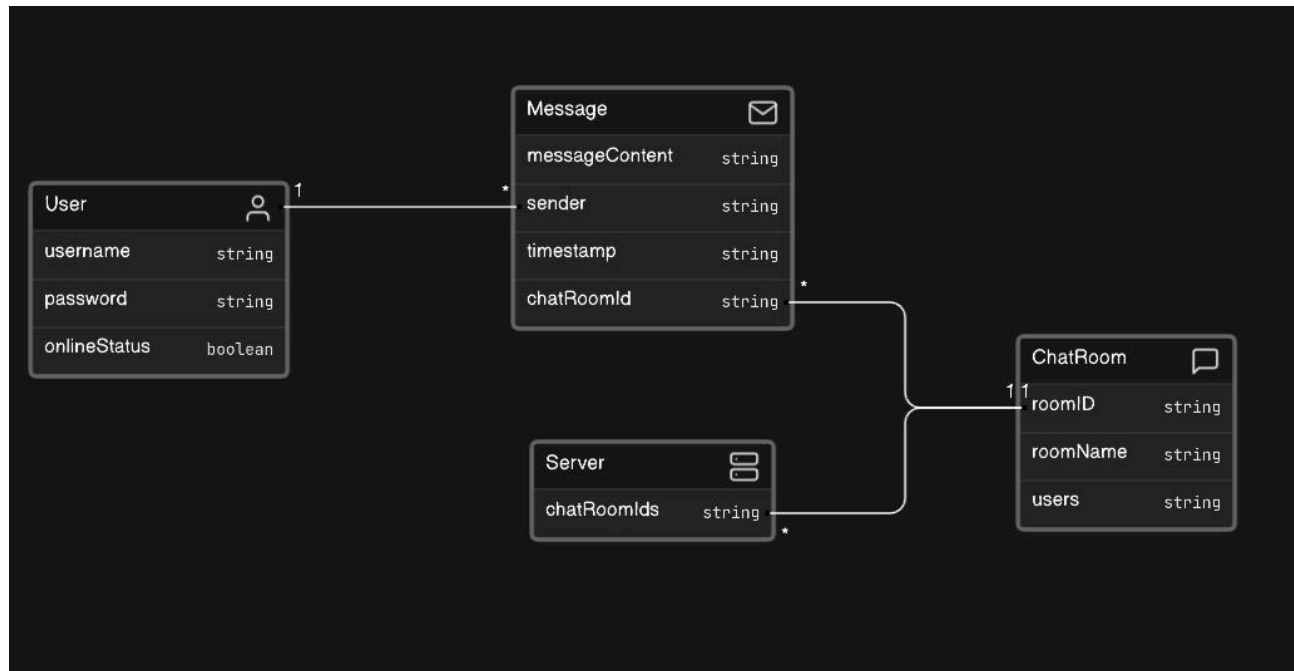 Message
messageContent string
User
1
*
sender string
username string
timestamp string
password string
chatRoomId string
*
onlineStatus boolean
ChatRoom
1 1
roomID string
Server
roomName string
chatRoomIds string
*
users string